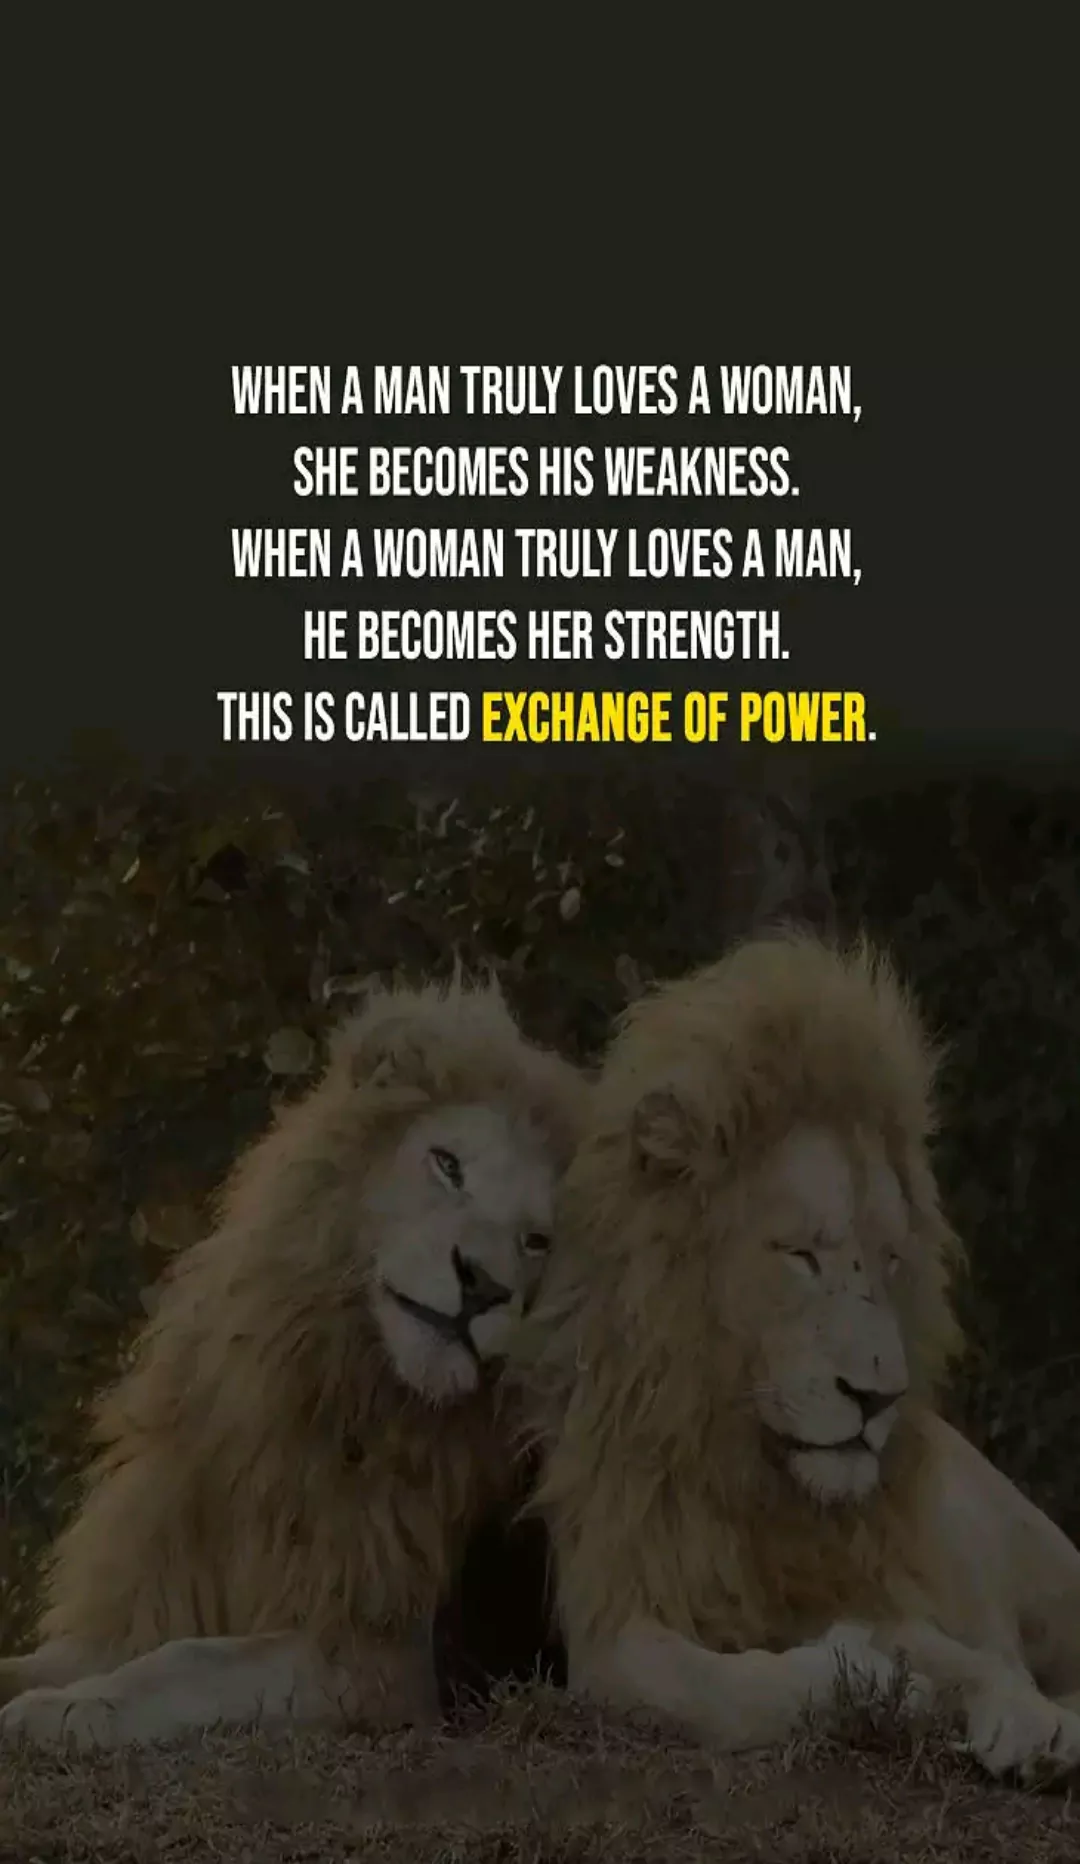 WHEN A MAN TRULY LOVES A WOMAN,
SHE BECOMES HIS WEAKNESS.
WHEN A WOMAN TRULY LOVES A MAN,
HE BECOMES HER STRENGTH.
THIS IS CALLED EXCHANGE OF POWER.